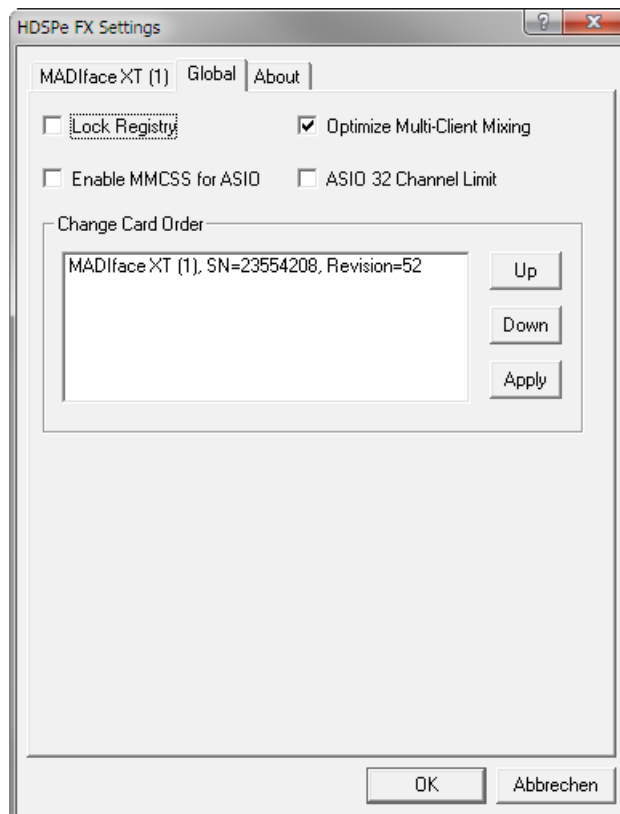 HDSPe FX Settings
MADIface XT (1) Global About
Lock Registry Optimize Multi-Client Mixing
Enable MMCSS for ASIO ASIO 32 Channel Limit
Change Card Order
MADIface XT (1), SN=23554208, Revision=52
Up
Down
Apply
OK Abbrechen